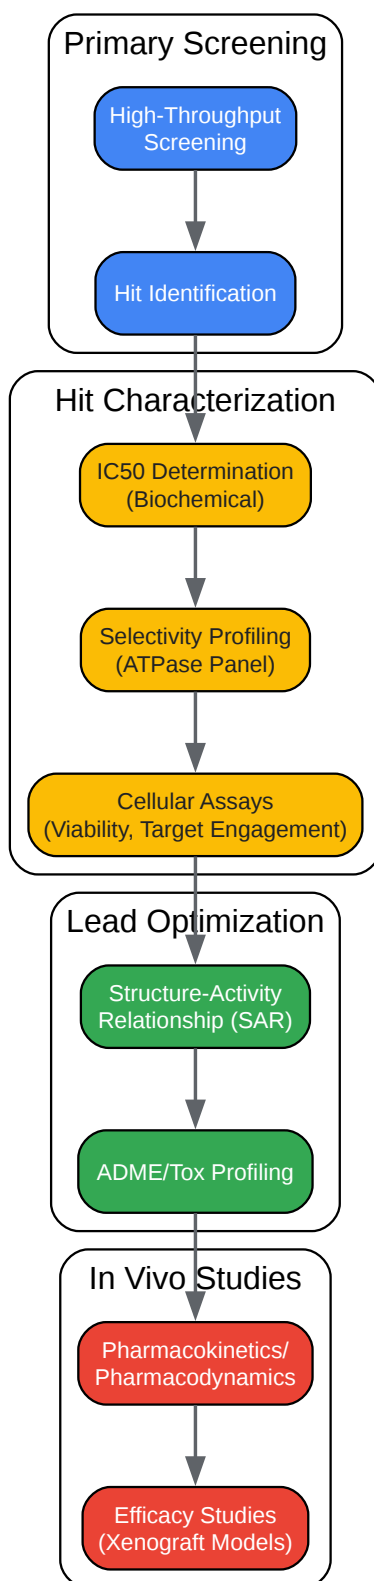 Primary Screening
High-Throughput
Screening
Hit Identification
Hit Characterization
IC50 Determination
(Biochemical)
Selectivity Profiling
(ATPase Panel)
Cellular Assays
(Viability, Target Engagement)
Lead Optimization
Structure-Activity
Relationship (SAR)
ADME/Tox Profiling
In Vivo Studies
Pharmacokinetics/
Pharmacodynamics
Efficacy Studies
(Xenograft Models)